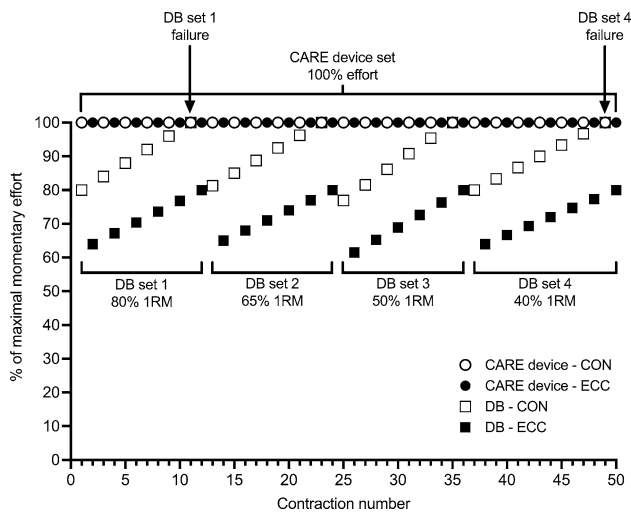 DB set 1
failure
DB set 4
failure
CARE device set
100% effort
% of maximal momentary effort
100
90
80
70
60
50
40
30
20
10
0
DB set 1
80% 1RM
DB set 2
65% 1RM
DB set 3
50% 1RM
DB set 4
40% 1RM
CARE device - CON
CARE device - ECC
DB - CON
DB - ECC
0 5 10 15 20 25 30 35 40 45 50
Contraction number